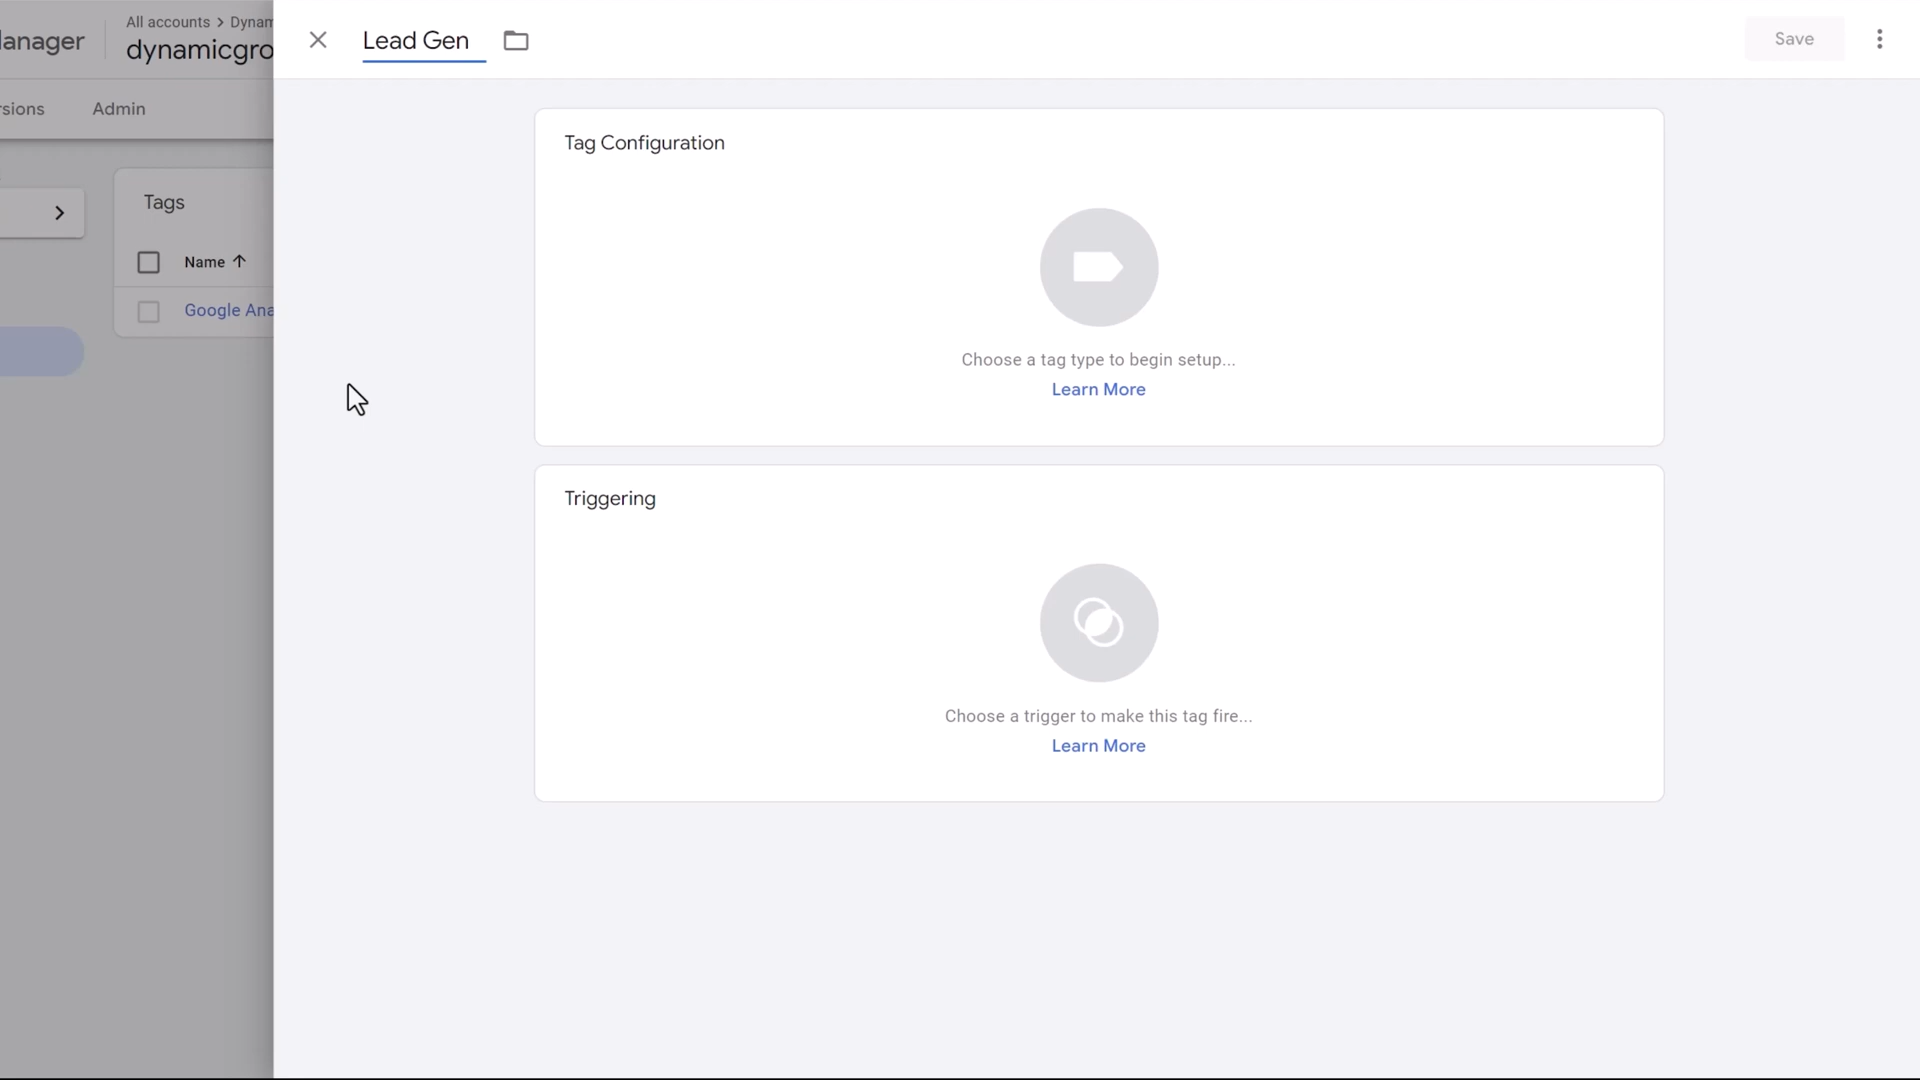 anager
All accounts > Dynam
dynamicgro
Lead Gen
Save
rsions
Admin
Tags
Name
Google Ana
Tag Configuration
Choose a tag type to begin setup...
Learn More
Triggering
Choose a trigger to make this tag fire...
Learn More